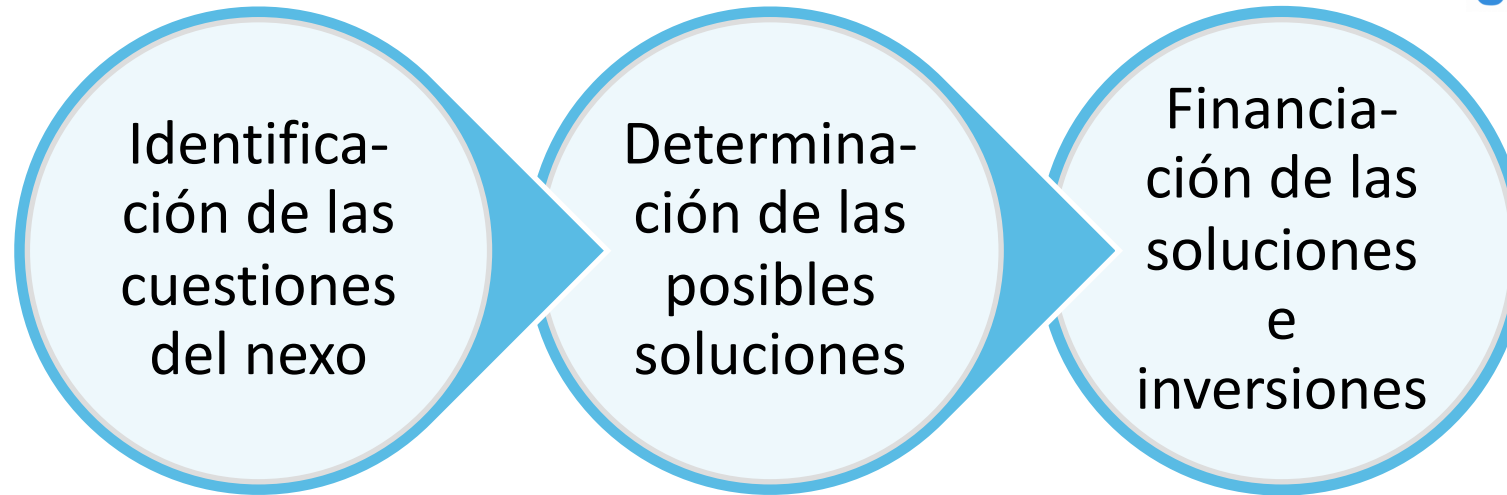 Identifica-
ción de las
cuestiones
del nexo
Determina-
ción de las
posibles
soluciones
Financia-
ción de las
soluciones
e
inversiones